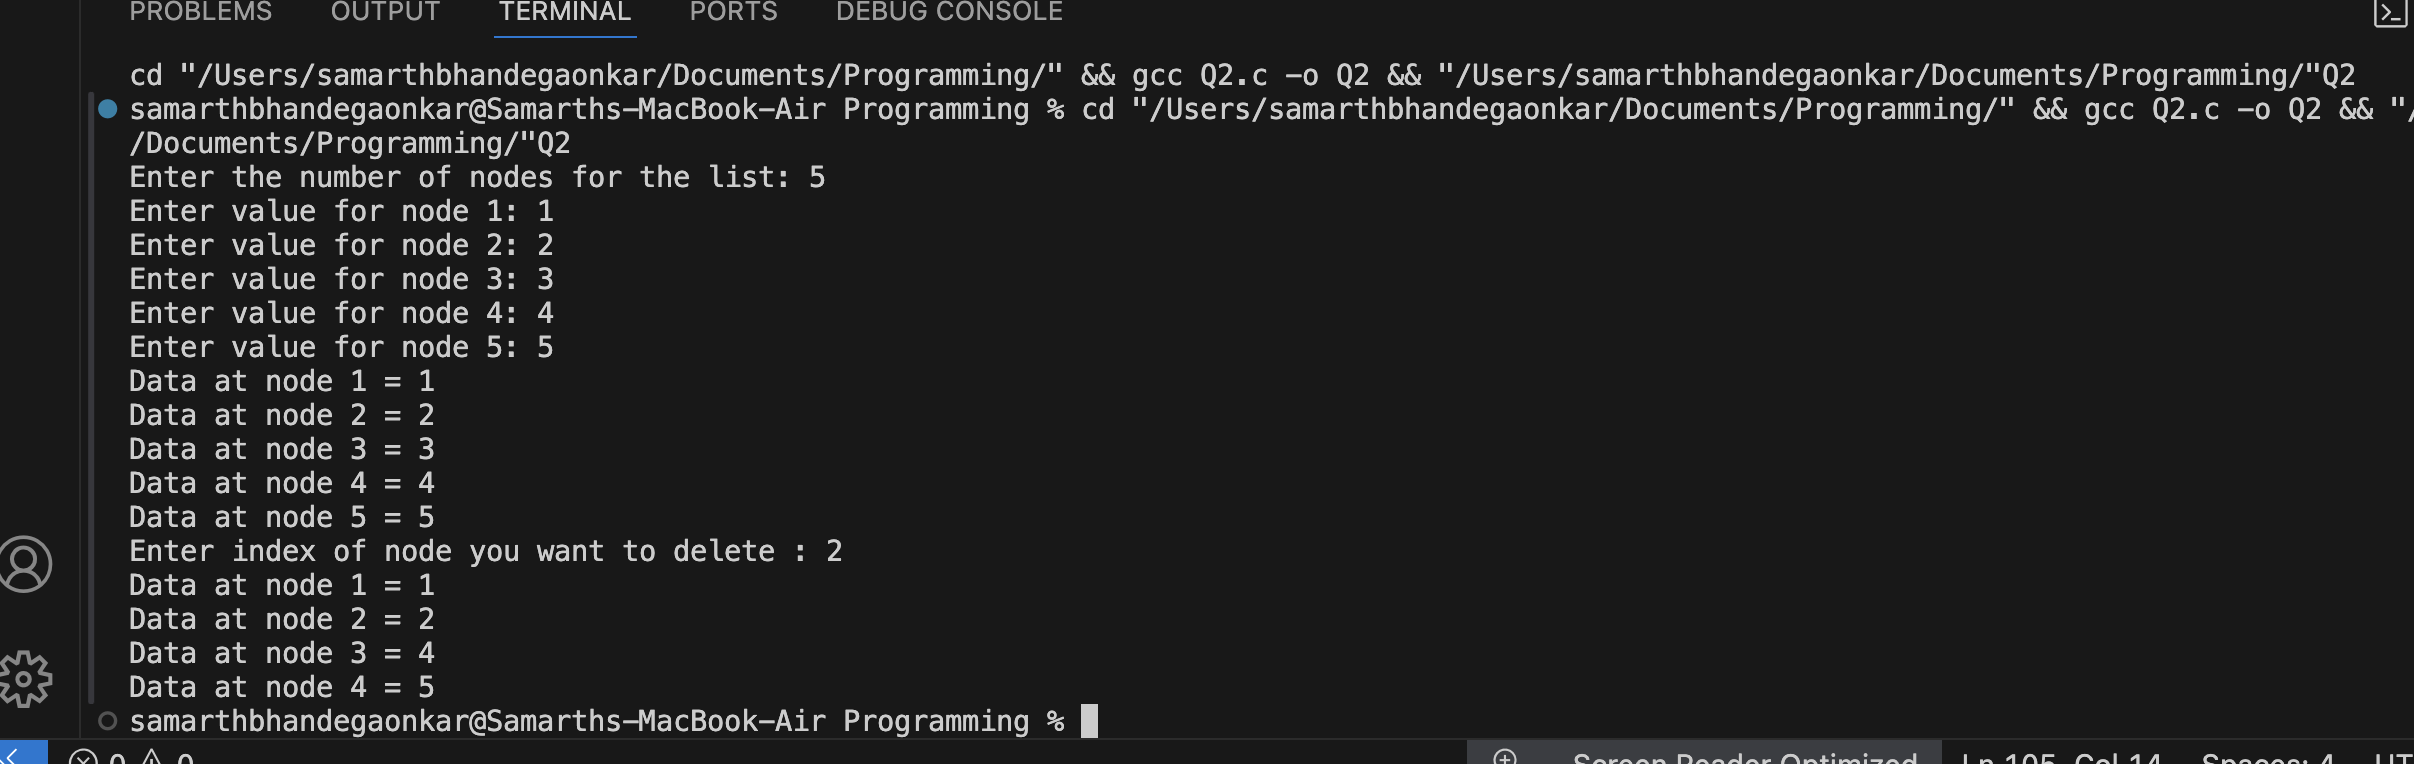 PROBLEMS OUTPUT TERMINAL PORTS DEBUG CONSOLE
cd "/Users/samarthbhandegaonkar/Documents/Programming/" && gcc Q2.c -o Q2 && "/Users/samarthbhandegaonkar/Documents/Programming/"Q2
samarthbhandegaonkar@Samarths-MacBook-Air Programming % cd "/Users/samarthbhandegaonkar/Documents/Programming/" && gcc Q2.c -o Q2 && "/
/Documents/Programming/"Q2
Enter the number of nodes for the list: 5
Enter value for node 1: 1
Enter value for node 2: 2
Enter value for node 3: 3
Enter value for node 4: 4
Enter value for node 5: 5
Data at node 1 = 1
Data at node 2 = 2
Data at node 3 = 3
Data at node 4 = 4
Data at node 5 = 5
Enter index of node you want to delete : 2
Data at node 1 = 1
Data at node 2 = 2
Data at node 3 = 4
Data at node 4 = 5
samarthbhandegaonkar@Samarths-MacBook-Air Programming %
0 0 Screen Reader Optimized Ln 105, Col 14 Spaces: 4 UT